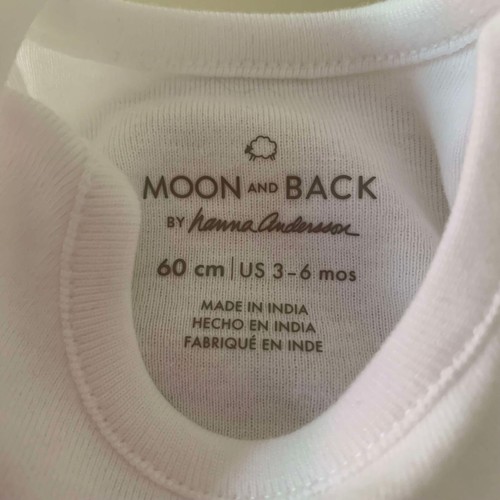 MOON AND BACK
BY hanna Andersson
60 cm | US 3-6 mos
MADE IN INDIA
HECHO EN INDIA
FABRIQUÉ EN INDE